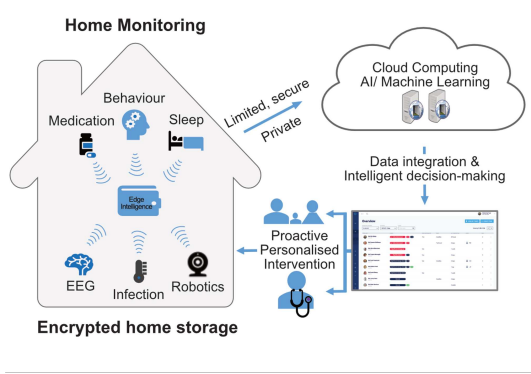 Home Monitoring
Behaviour
Medication
Sleep
Edge
Intelligence
EEG
Infection
Robotics
Encrypted home storage
Limited, secure
Private
Cloud Computing
AI/ Machine Learning
Data integration &
Intelligent decision-making
Overview
Proactive
Personalised
Intervention